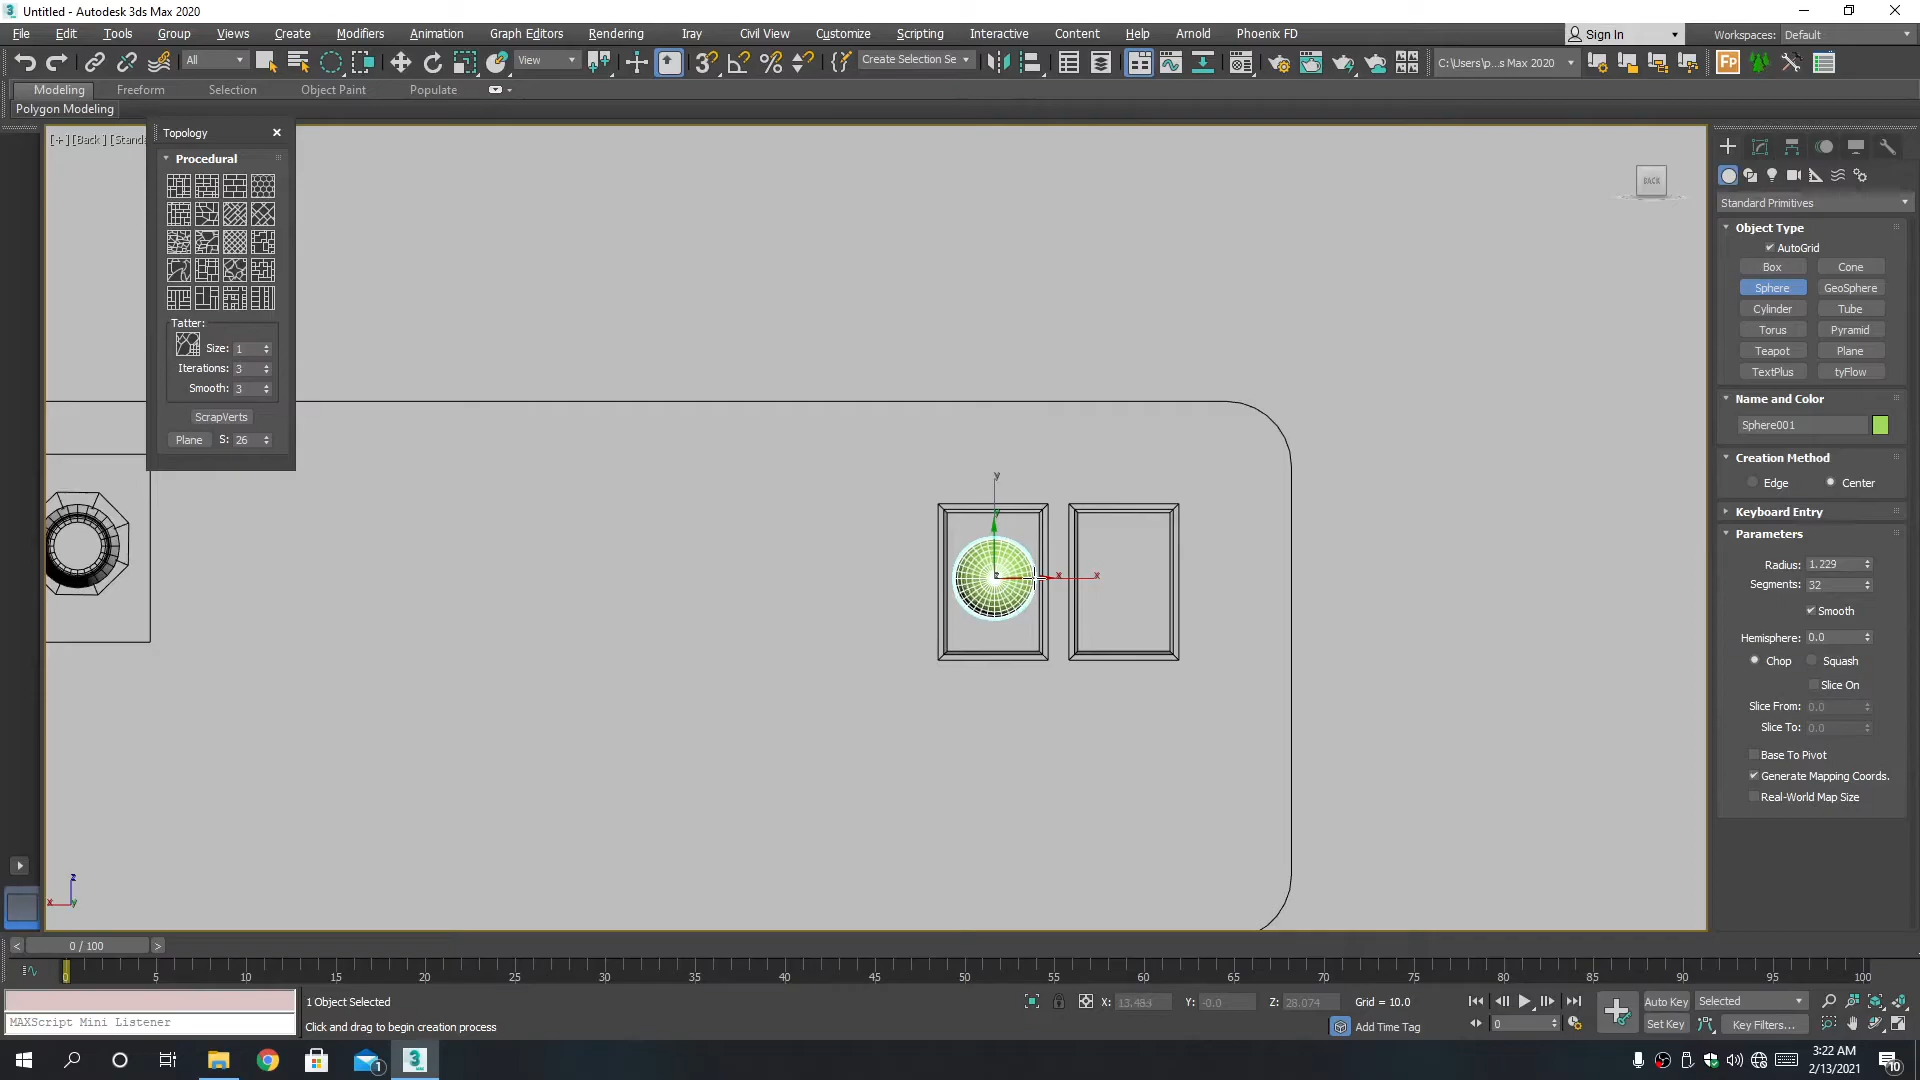 Untitled - Autodesk 3ds Max 2020
File Edit Tools Group Views Create Modifiers Animation Graph Editors Rendering Iray Civil View Customize Scripting Interactive Content Help Arnold Phoenix FD Sign In Workspaces: Default
All View Create Selection Se C:\Users\p...s Max 2020
Modeling Freeform Selection Object Paint Populate
Polygon Modeling
[+] [Back] [Stand
Topology
Procedural
Tatter:
Size: 1
Iterations: 3
Smooth: 3
ScrapVerts
Plane S: 26
BACK
y
y
z x x
z
x y
Standard Primitives
Object Type
AutoGrid
Box Cone
Sphere GeoSphere
Cylinder Tube
Torus Pyramid
Teapot Plane
TextPlus tyFlow
Name and Color
Sphere001
Creation Method
Edge Center
Keyboard Entry
Parameters
Radius: 1.229
Segments: 32
Smooth
Hemisphere: 0.0
Chop Squash
Slice On
Slice From: 0.0
Slice To: 0.0
Base To Pivot
Generate Mapping Coords.
Real-World Map Size
< 0 / 100 >
0 5 10 15 20 25 30 35 40 45 50 55 60 65 70 75 80 85 90 95 100
1 Object Selected
X: 13.483 Y: -0.0 Z: 28.074 Grid = 10.0
Auto Key Selected
MAXScript Mini Listener
Click and drag to begin creation process
Add Time Tag
0
Set Key Key Filters...
1
3
3:22 AM
2/13/2021
10